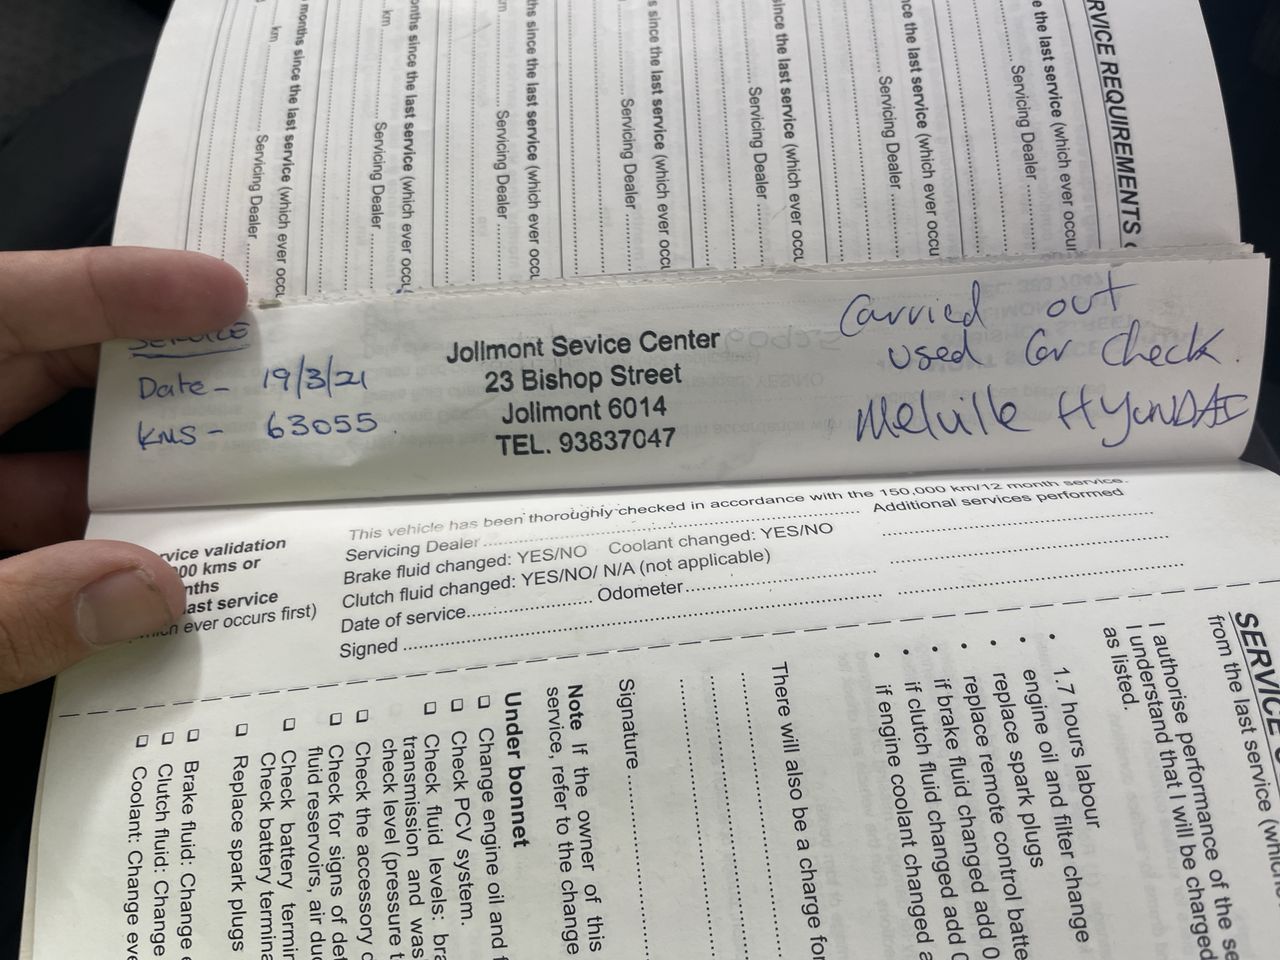 SERVICE REQUIREMENTS
e the last service (which ever occu
Servicing Dealer
nce the last service (which ever occu
Servicing Dealer
since the last service (which ever occu
Servicing Dealer
s since the last service (which ever occu
Servicing Dealer
ths since the last service (which ever occu
Servicing Dealer
onths since the last service (which ever occu
km
Servicing Dealer
months since the last service (which ever occu
km
Servicing Dealer
SERVICE
Date - 19/3/21
KMS - 63055.
Jollmont Sevice Center
23 Bishop Street
Jolimont 6014
TEL. 93837047
Carried out
used Car check.
Melville HYUNDAI
rvice validation
00 kms or
nths
last service
ever occurs first)
This vehicle has been thoroughly checked in accordance with the 150,000 km/12 month service.
Servicing Dealer
Additional services performed
Brake fluid changed: YES/NO Coolant changed: YES/NO
Clutch fluid changed: YES/NO/ N/A (not applicable)
Date of service Odometer
Signed
SERVICE
from the last service (which
I authorise performance of the se
I understand that I will be charged
as listed.
• 1.7 hours labour
• engine oil and filter change
• replace spark plugs
• replace remote control batte
• if brake fluid changed add 0
• if clutch fluid changed add 0
• if engine coolant changed a
There will also be a charge for
Signature
Note If the owner of this
service, refer to the change
Under bonnet
❑ Change engine oil and f
❑ Check PCV system.
❑ Check fluid levels: bra
transmission and was
check level (pressure t
❑ Check the accessory d
❑ Check for signs of det
fluid reservoirs, air duc
❑ Check battery termin
Check battery termina
❑ Replace spark plugs
❑ Brake fluid: Change e
❑ Clutch fluid: Change
❑ Coolant: Change eve